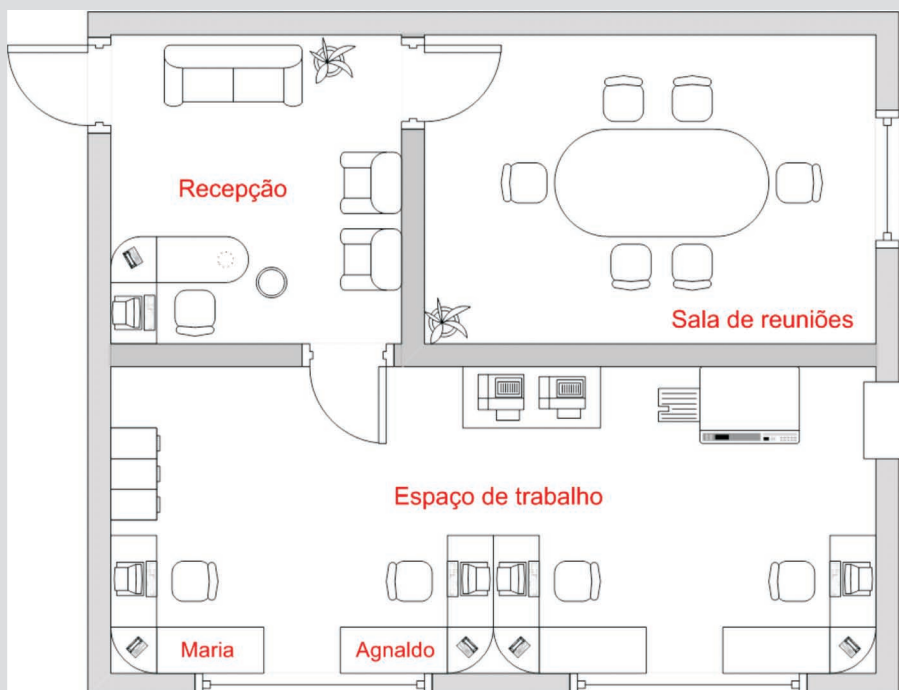 Recepção
Sala de reuniões
Espaço de trabalho
Maria
Agnaldo